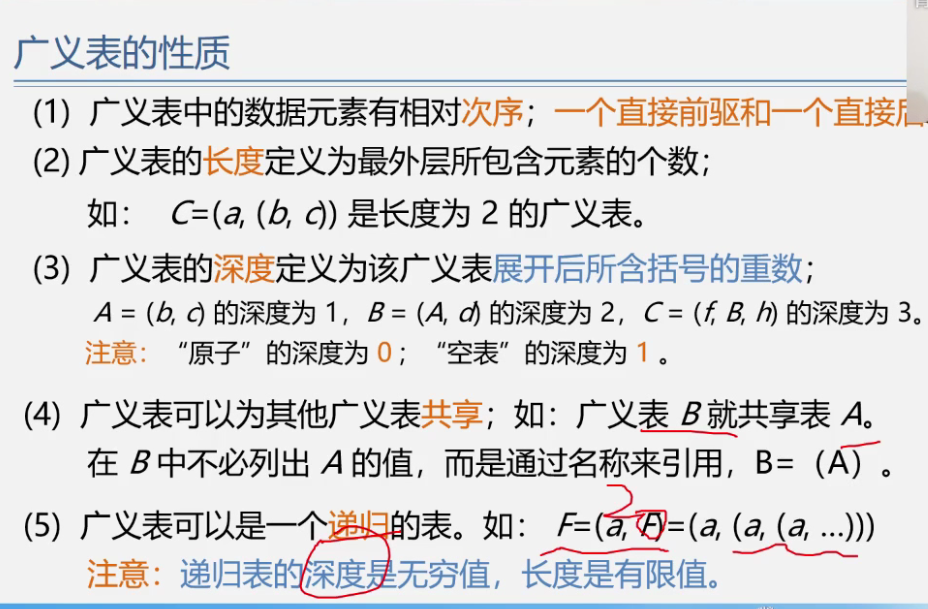 广义表的性质
(1) 广义表中的数据元素有相对次序；一个直接前驱和一个直接后
(2) 广义表的长度定义为最外层所包含元素的个数；
如： C=(a, (b, c)) 是长度为 2 的广义表。
(3) 广义表的深度定义为该广义表展开后所含括号的重数；
A = (b, c) 的深度为 1，B = (A, d) 的深度为 2，C = (f, B, h) 的深度为 3。
注意：“原子”的深度为 0 ；“空表”的深度为 1 。
(4) 广义表可以为其他广义表共享；如：广义表 B 就共享表 A。
在 B 中不必列出 A 的值，而是通过名称来引用，B=（A）。
2
(5) 广义表可以是一个递归的表。如： F=(a, F)=(a, (a, (a, …)))
注意：递归表的深度是无穷值，长度是有限值。